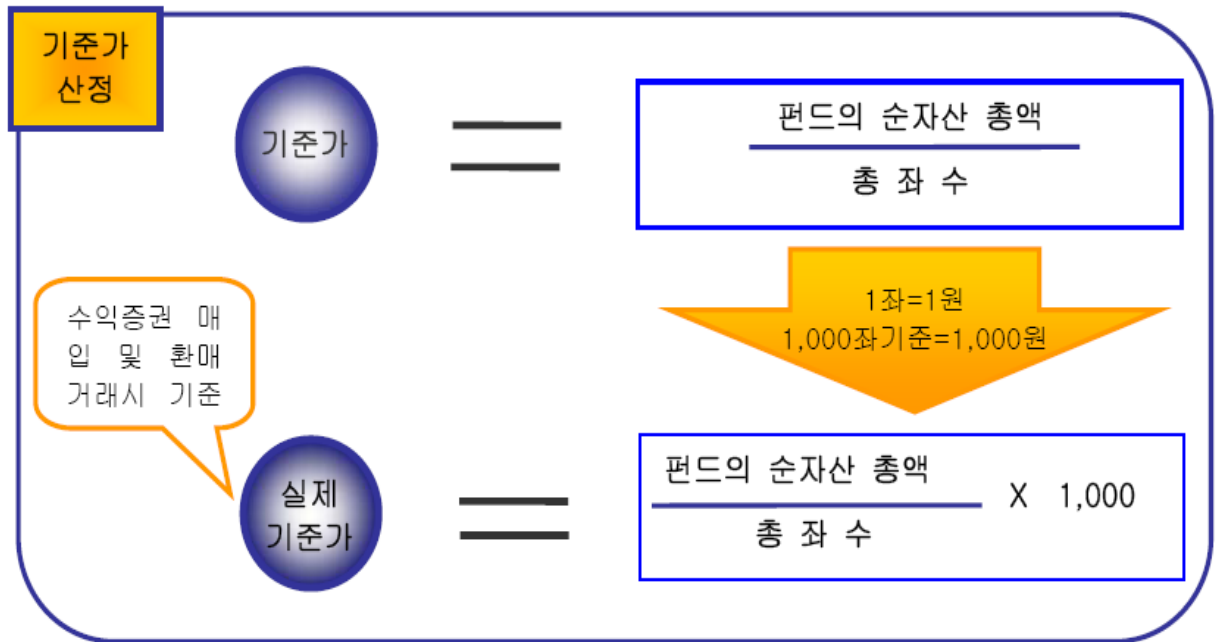 기준가
산정
기준가
펀드의 순자산 총액
총 좌 수
1좌=1원
1,000좌기준=1,000원
수익증권 매
입 및 환매
거래시 기준
실제
기준가
펀드의 순자산 총액
총 좌 수
X 1,000